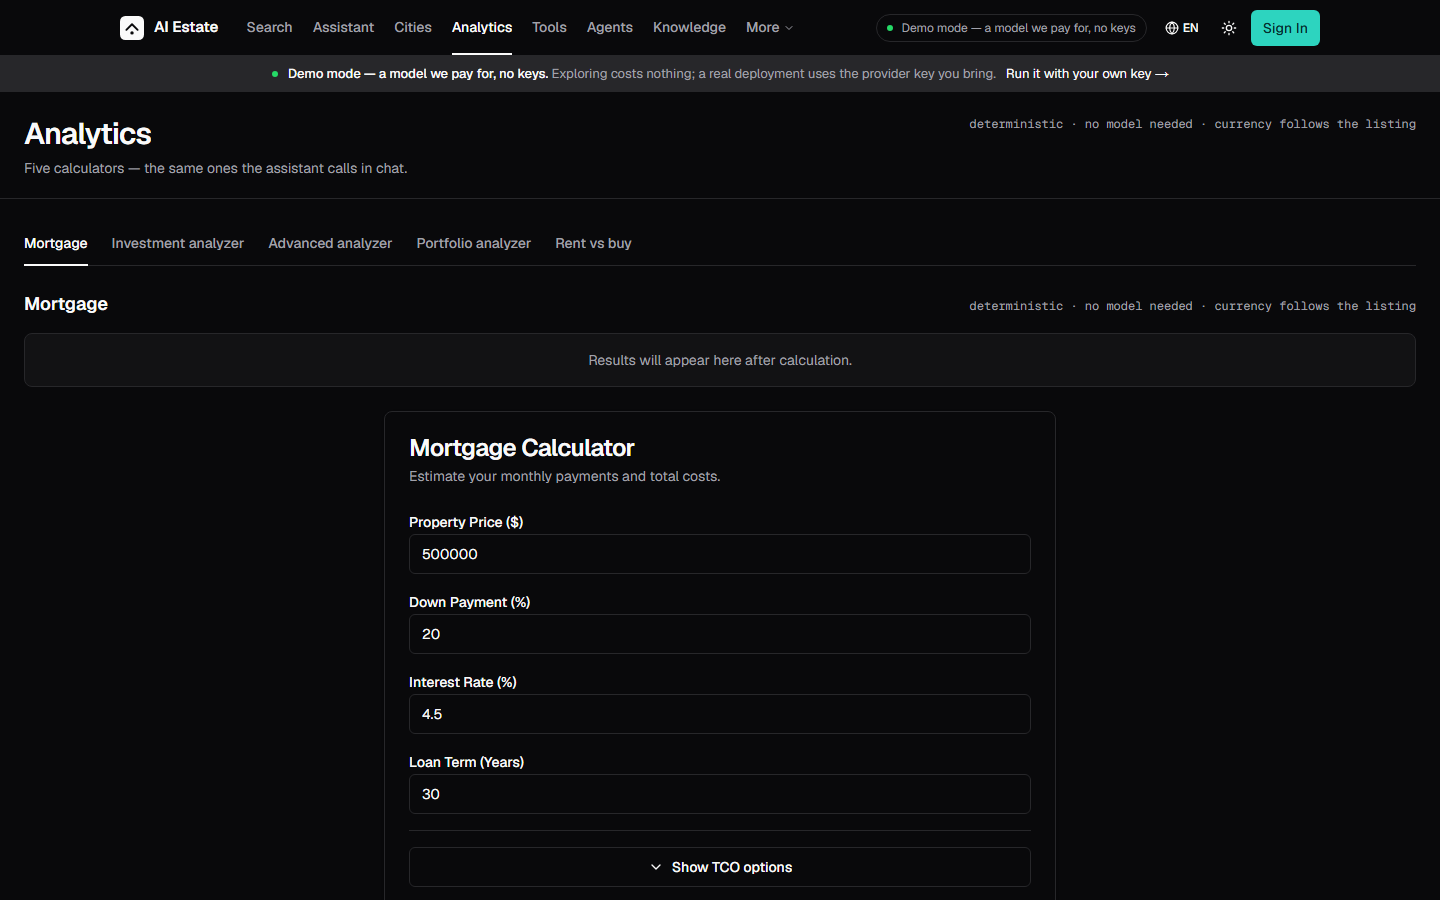 AI Estate
Search
Assistant
Cities
Analytics
Tools
Agents
Knowledge
More
Demo mode — a model we pay for, no keys
EN
Sign In
Demo mode — a model we pay for, no keys. Exploring costs nothing; a real deployment uses the provider key you bring. Run it with your own key →
Analytics
deterministic · no model needed · currency follows the listing
Five calculators — the same ones the assistant calls in chat.
Mortgage
Investment analyzer
Advanced analyzer
Portfolio analyzer
Rent vs buy
Mortgage
deterministic · no model needed · currency follows the listing
Results will appear here after calculation.
Mortgage Calculator
Estimate your monthly payments and total costs.
Property Price ($)
500000
Down Payment (%)
20
Interest Rate (%)
4.5
Loan Term (Years)
30
Show TCO options